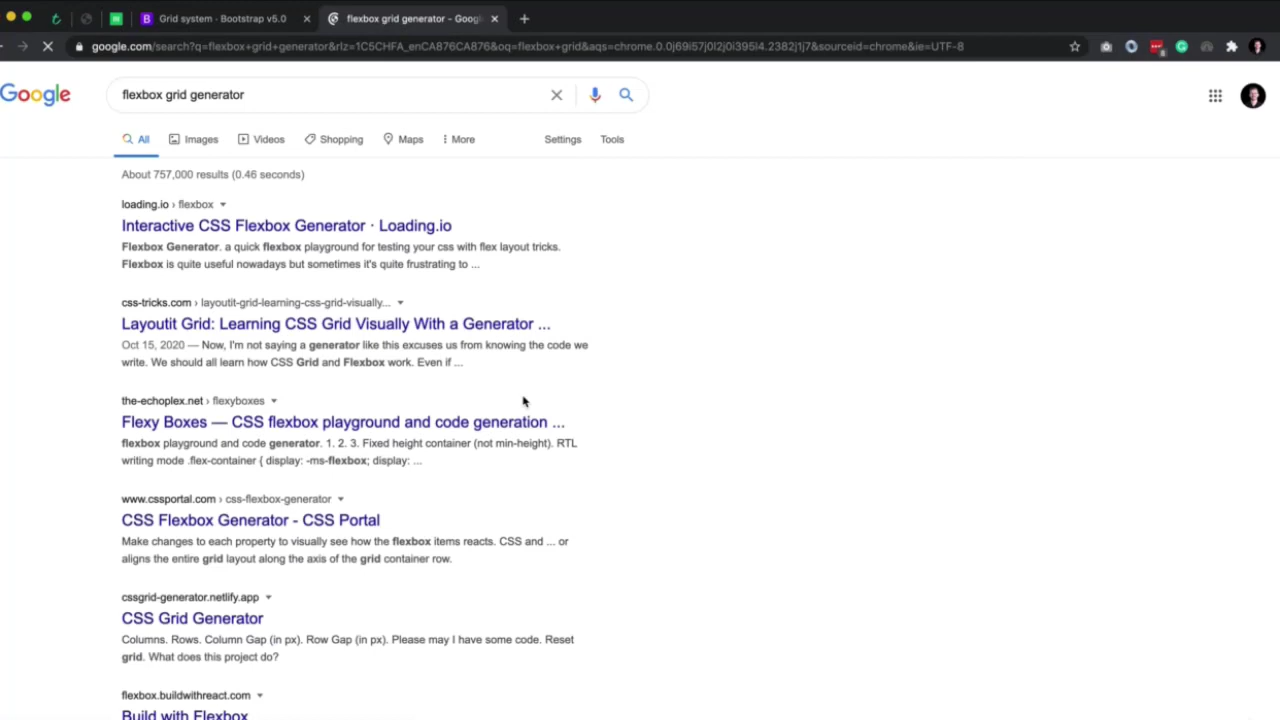 Grid system · Bootstrap v5.0
flexbox grid generator - Goog
google.com/search?q=flexbox+grid+generator&rlz=1C5CHFA_enCA876CA876&oq=flexbox+grid&aqs=chrome.0.0j69i57j0l2j0i395l4.2382j1j7&sourceid=chrome&ie=UTF-8
Google
flexbox grid generator
All Images Videos Shopping Maps More Settings Tools
About 757,000 results (0.46 seconds)
loading.io › flexbox
Interactive CSS Flexbox Generator · Loading.io
Flexbox Generator. a quick flexbox playground for testing your css with flex layout tricks.
Flexbox is quite useful nowadays but sometimes it's quite frustrating to ...
css-tricks.com › layoutit-grid-learning-css-grid-visually...
Layoutit Grid: Learning CSS Grid Visually With a Generator ...
Oct 15, 2020 — Now, I'm not saying a generator like this excuses us from knowing the code we
write. We should all learn how CSS Grid and Flexbox work. Even if ...
the-echoplex.net › flexyboxes
Flexy Boxes — CSS flexbox playground and code generation ...
flexbox playground and code generator. 1. 2. 3. Fixed height container (not min-height). RTL
writing mode .flex-container { display: -ms-flexbox; display: ...
www.cssportal.com › css-flexbox-generator
CSS Flexbox Generator - CSS Portal
Make changes to each property to visually see how the flexbox items reacts. CSS and ... or
aligns the entire grid layout along the axis of the grid container row.
cssgrid-generator.netlify.app
CSS Grid Generator
Columns. Rows. Column Gap (in px). Row Gap (in px). Please may I have some code. Reset
grid. What does this project do?
flexbox.buildwithreact.com
Build with Flexbox